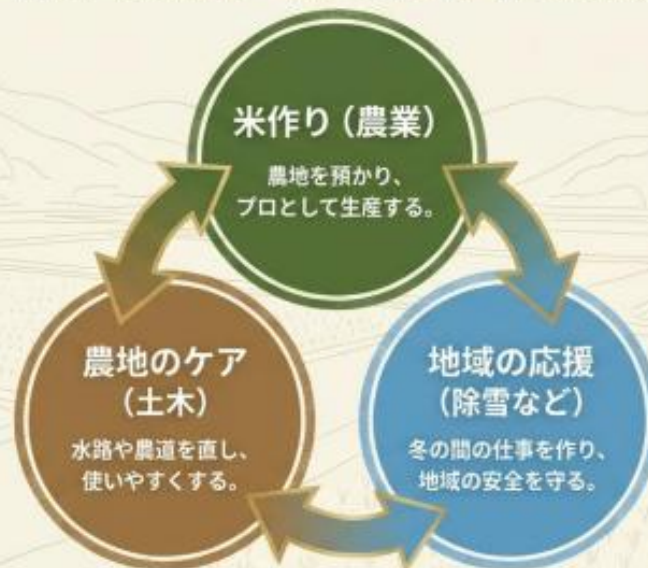 米作り（農業）
農地を預かり、
プロとして生産する。
農地のケア
（土木）
水路や農道を直し、
使いやすくする。
地域の応援
（除雪など）
冬の間の仕事を作り、
地域の安全を守る。